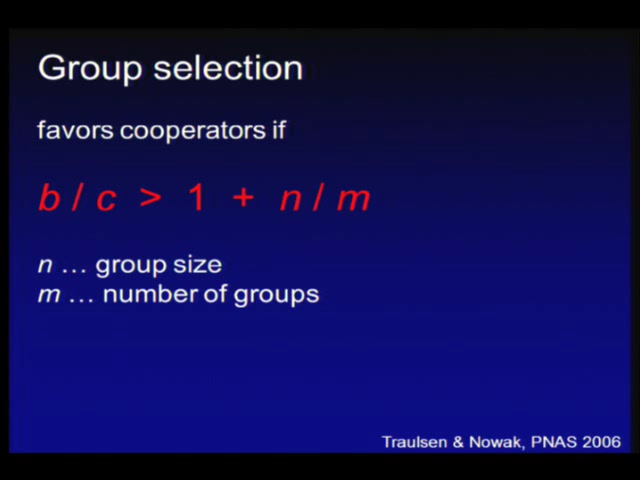 Group selection
favors cooperators if
b / c > 1 + n / m
n … group size
m … number of groups
Traulsen & Nowak, PNAS 2006